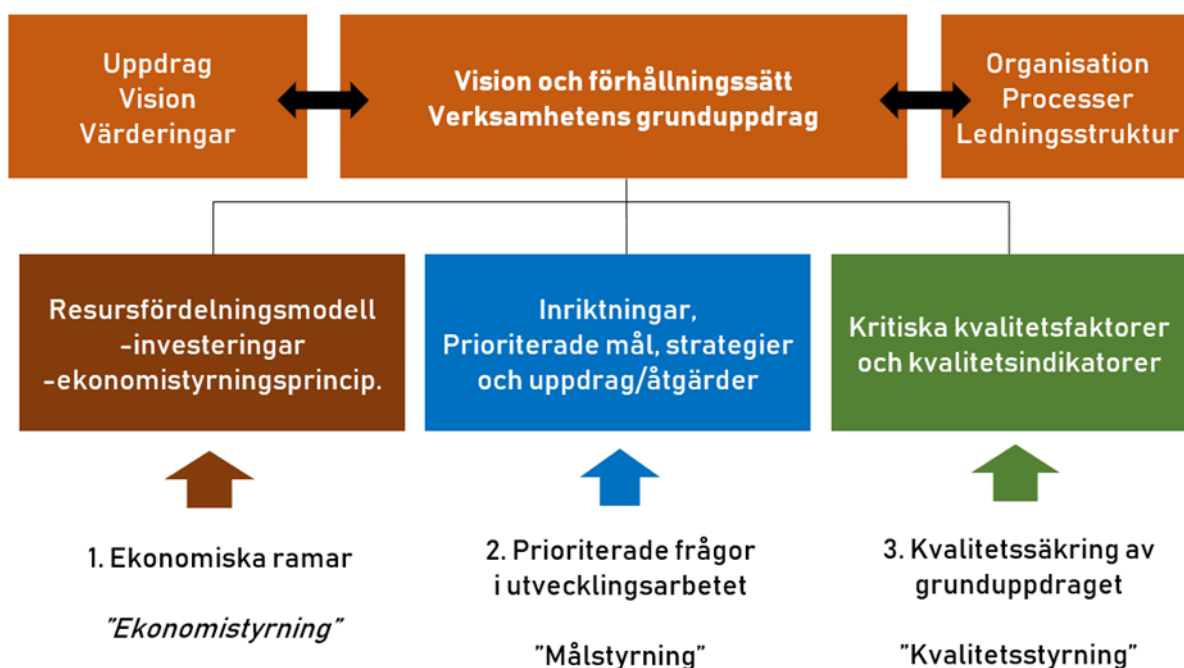 Uppdrag
Vision
Värderingar
Vision och förhållningssätt
Verksamhetens grunduppdrag
Organisation
Processer
Ledningsstruktur
Resursfördelningsmodell
-investeringar
-ekonomistyrningsprincip.
Inriktningar,
Prioriterade mål, strategier
och uppdrag/åtgärder
Kritiska kvalitetsfaktorer
och kvalitetsindikatorer
1. Ekonomiska ramar
”Ekonomistyrning”
2. Prioriterade frågor
i utvecklingsarbetet
”Målstyrning”
3. Kvalitetssäkring av
grunduppdraget
”Kvalitetsstyrning”